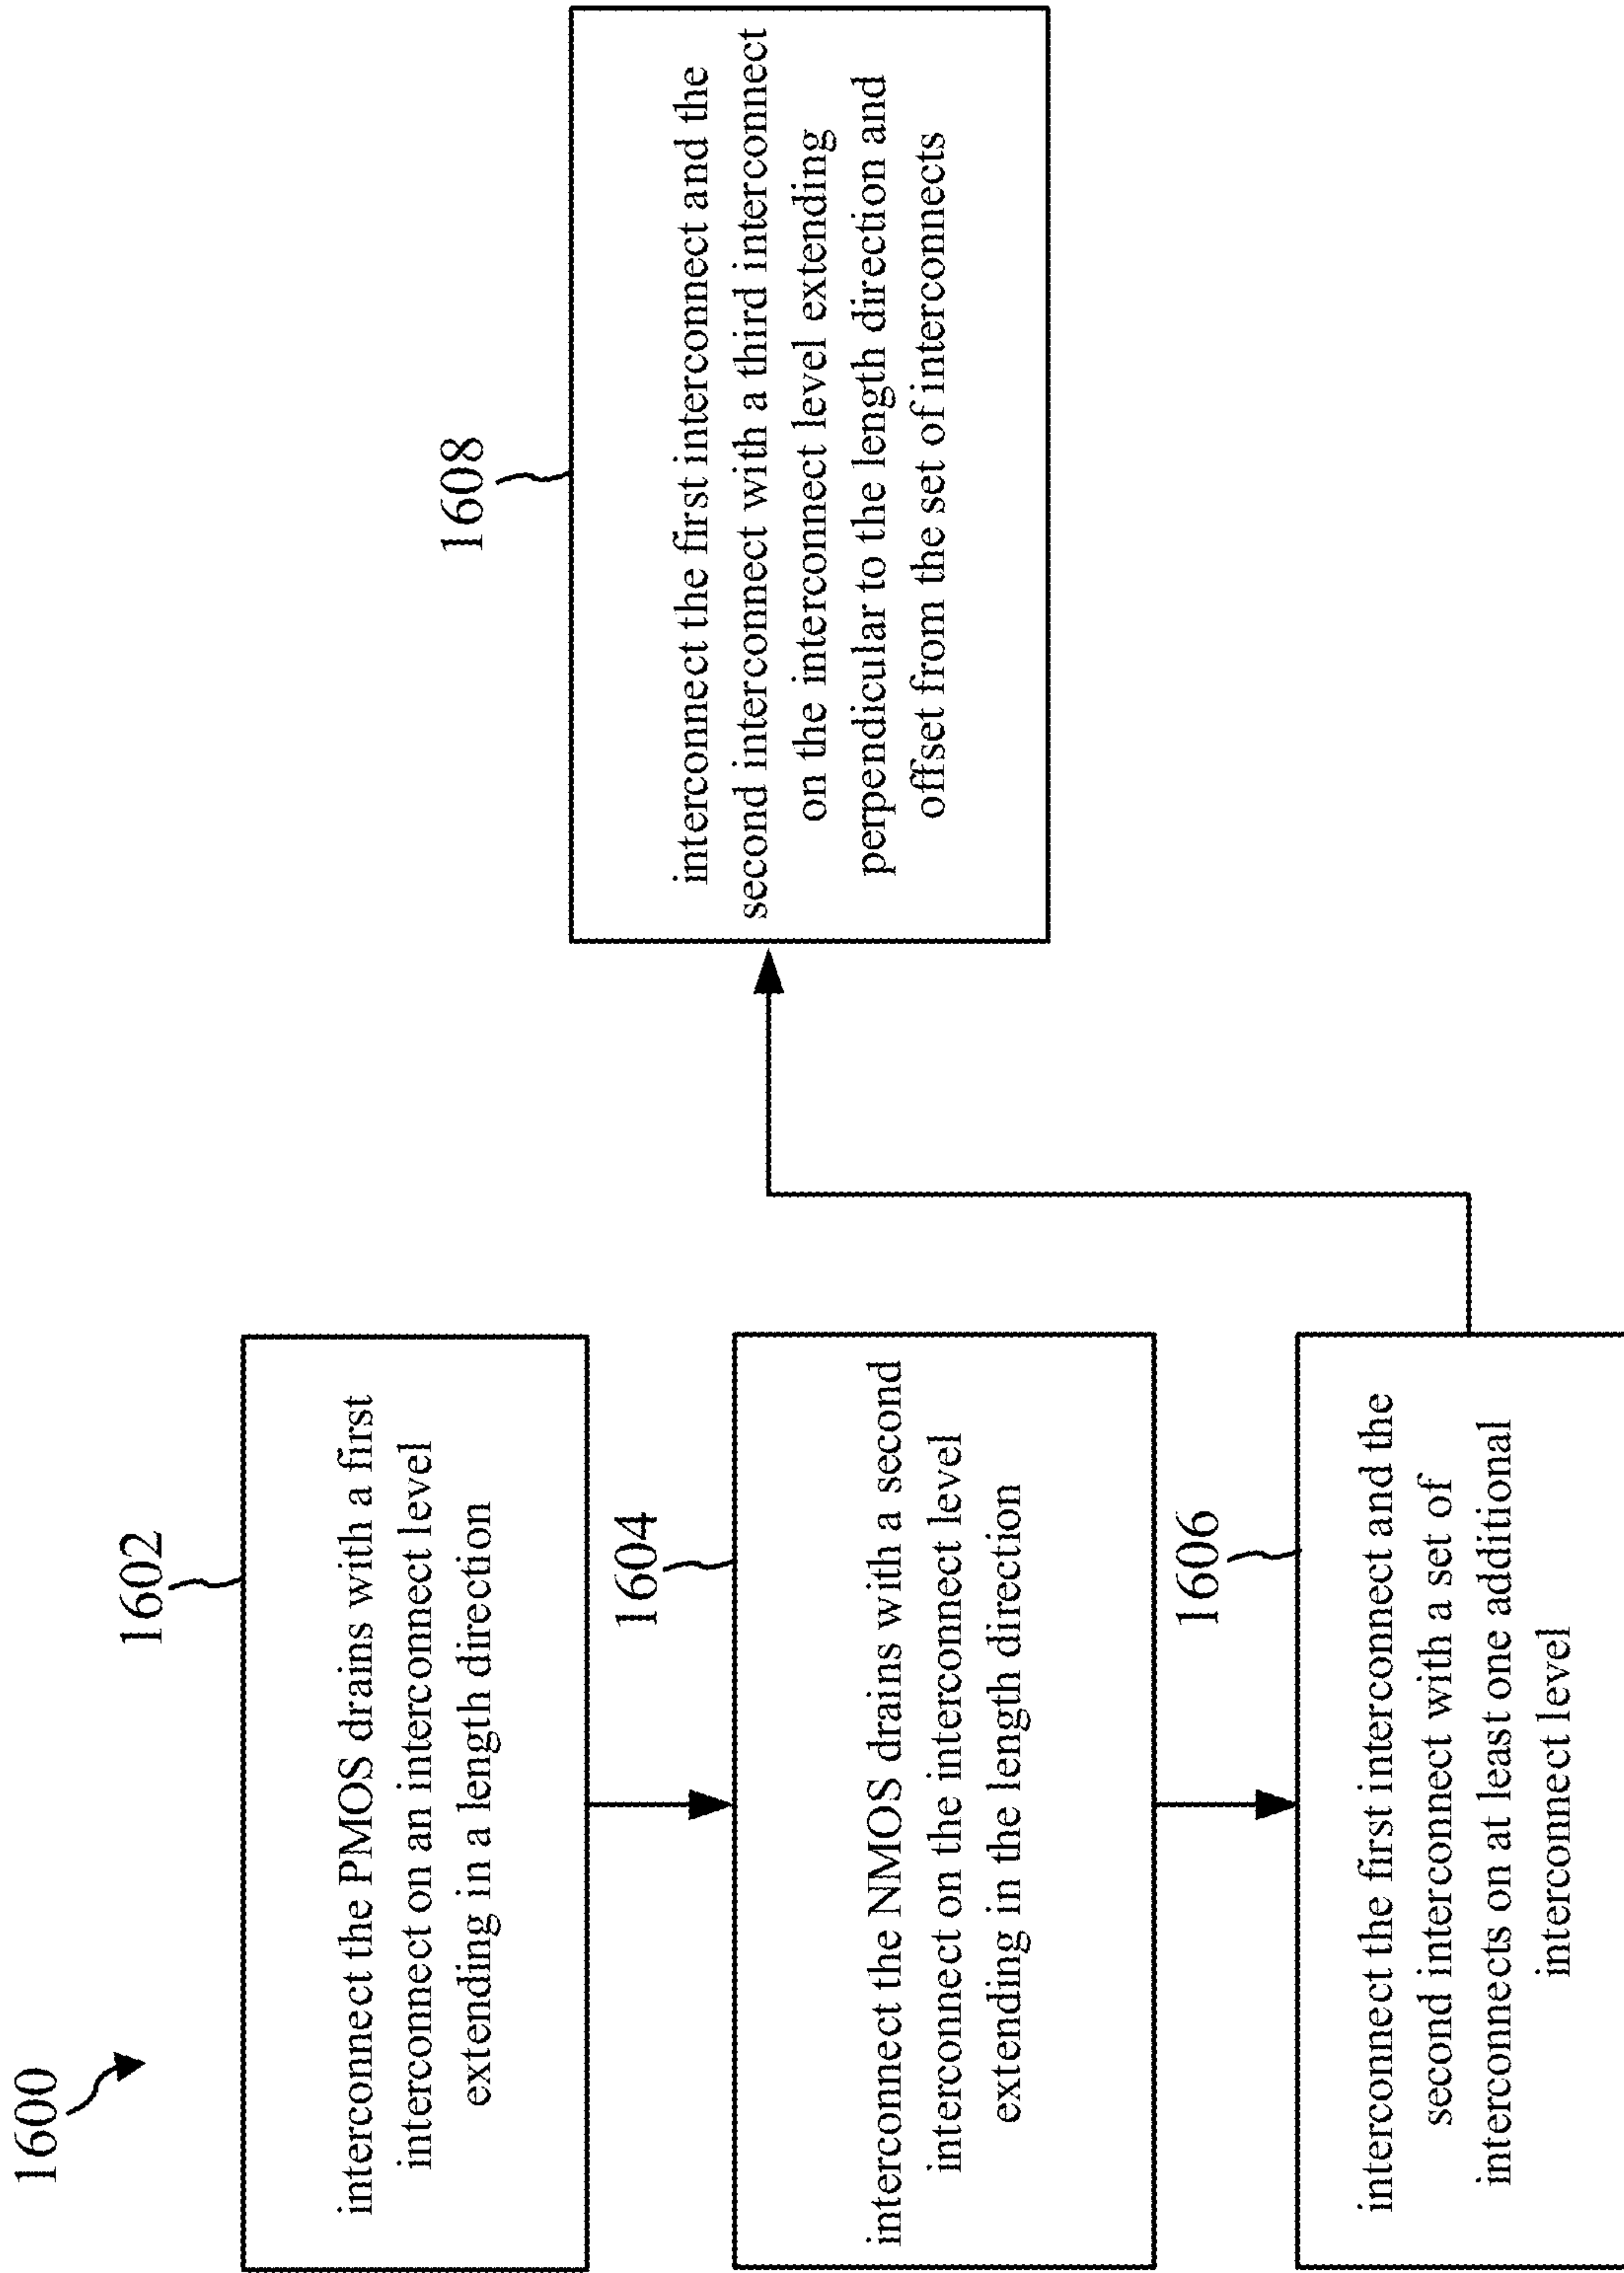 1600
1602
interconnect the PMOS drains with a first
interconnect on an interconnect level
extending in a length direction
1604
interconnect the NMOS drains with a second
interconnect on the interconnect level
extending in the length direction
1606
interconnect the first interconnect and the
second interconnect with a set of
interconnects on at least one additional
interconnect level
1608
interconnect the first interconnect and the
second interconnect with a third interconnect
on the interconnect level extending
perpendicular to the length direction and
offset from the set of interconnects